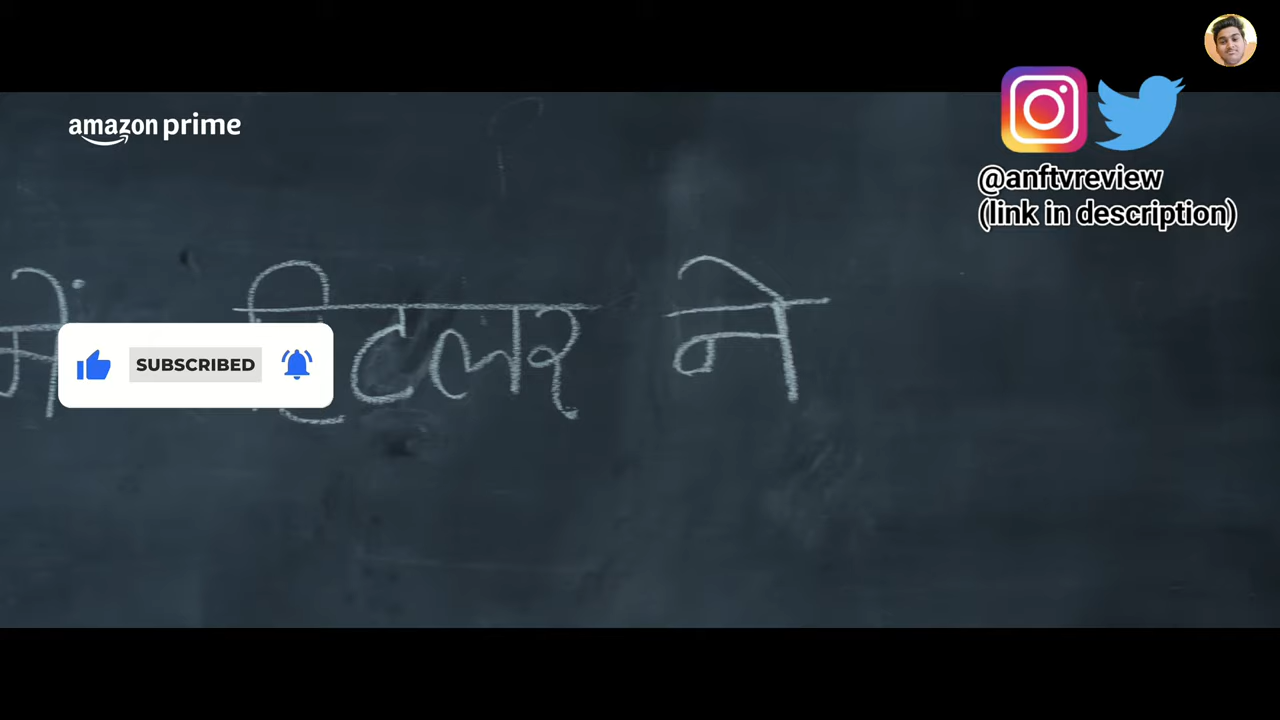 amazon prime
@anftvreview
(link in description)
में हिटलर ने
SUBSCRIBED